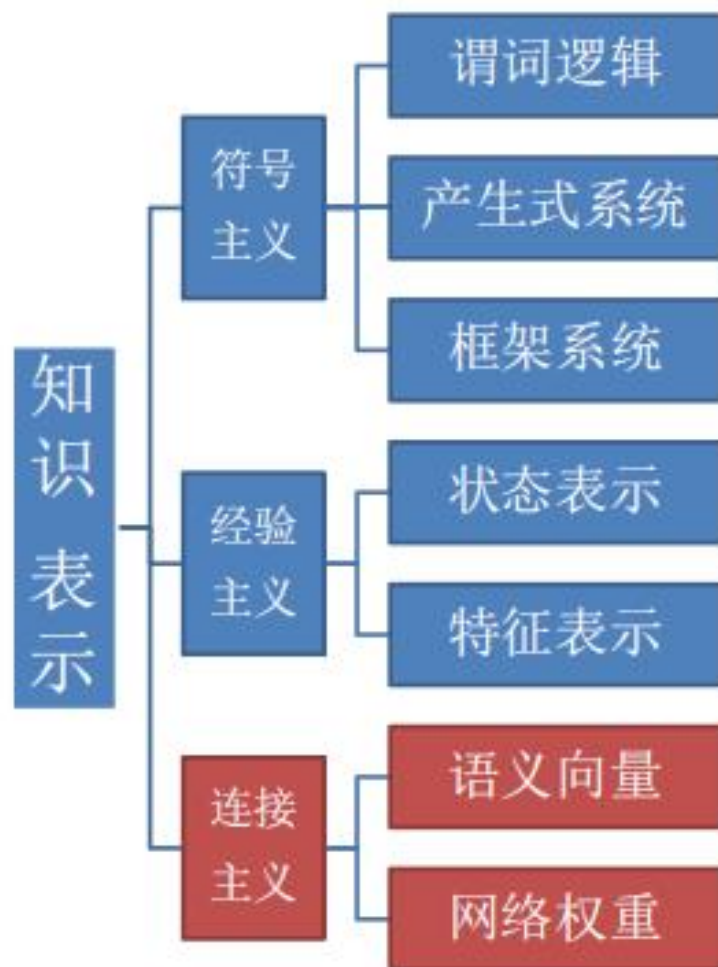 知
识
表
示
符号
主义
谓词逻辑
产生式系统
框架系统
经验
主义
状态表示
特征表示
连接
主义
语义向量
网络权重